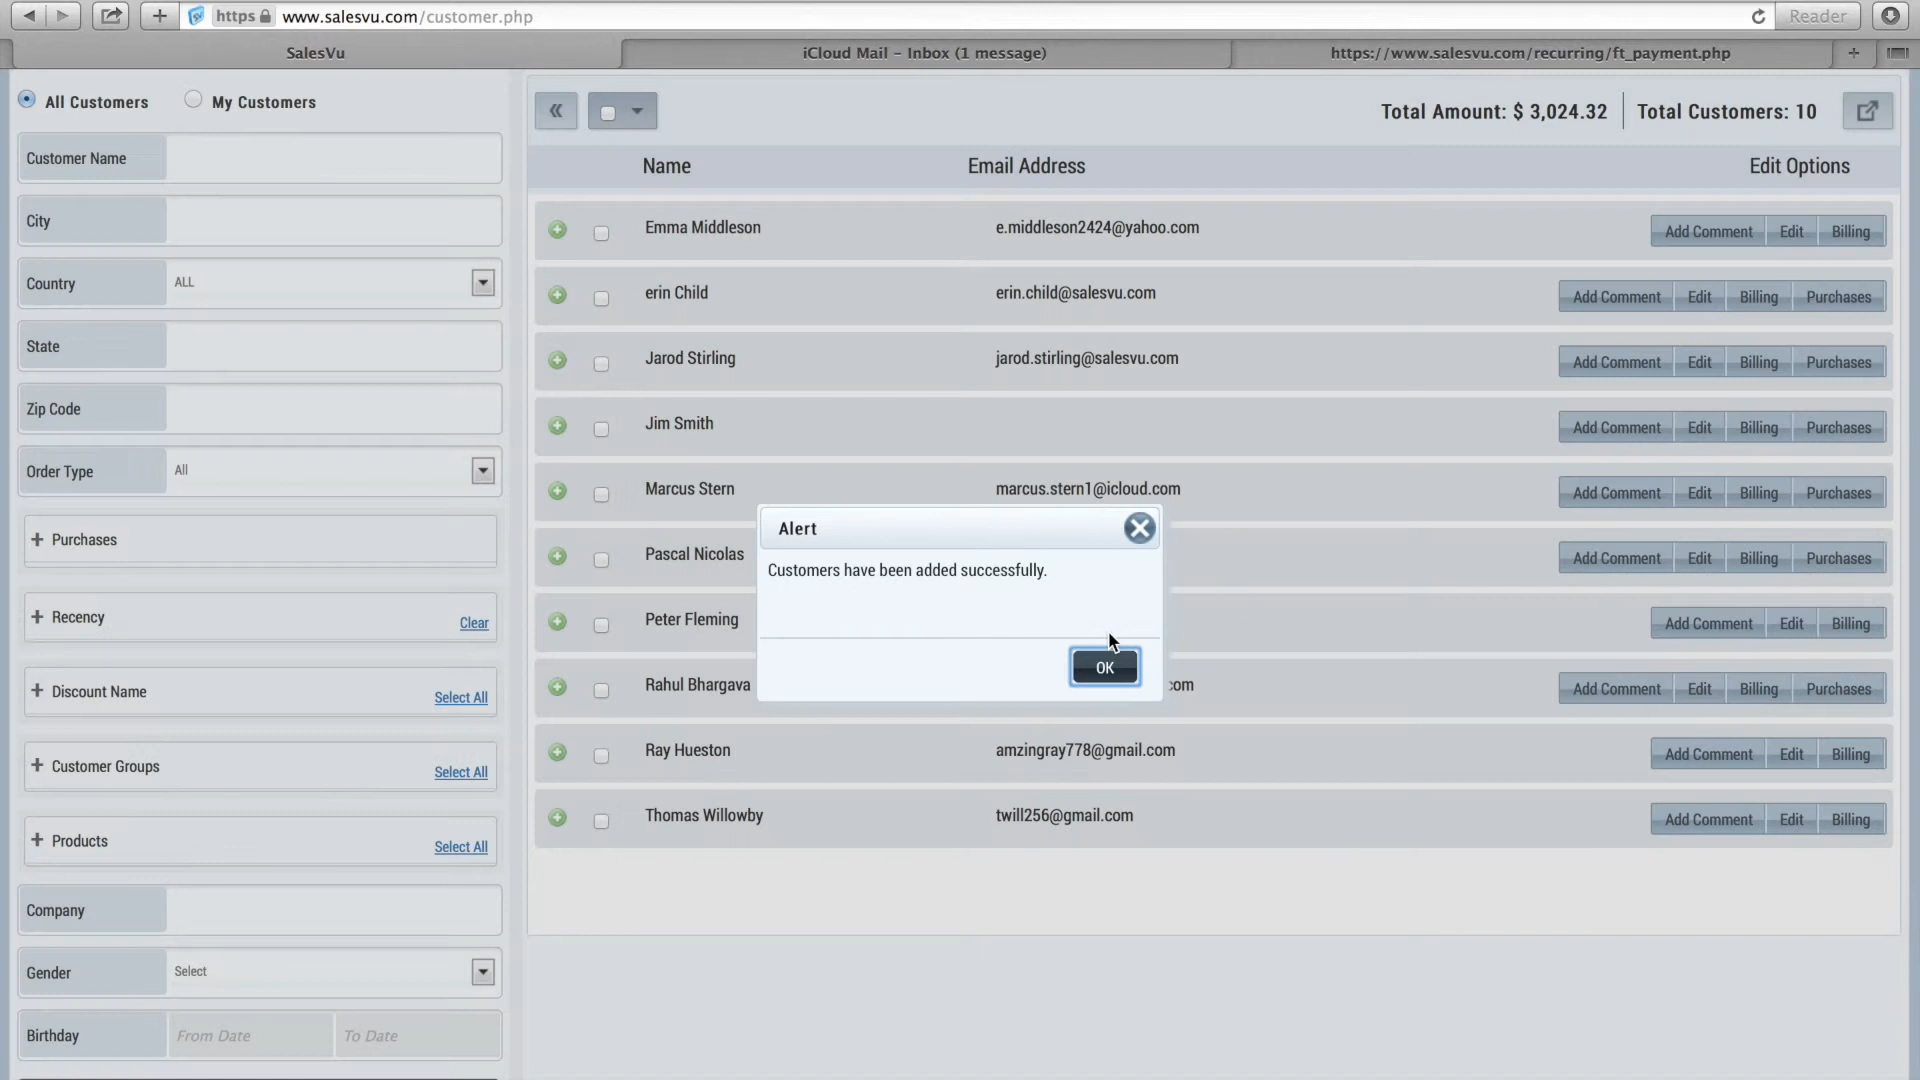 https www.salesvu.com/customer.php Reader
SalesVu iCloud Mail – Inbox (1 message) https://www.salesvu.com/recurring/ft_payment.php
All Customers My Customers
Total Amount: $ 3,024.32 Total Customers: 10
Customer Name
City
Country ALL
State
Zip Code
Order Type All
+ Purchases
+ Recency Clear
+ Discount Name Select All
+ Customer Groups Select All
+ Products Select All
Company
Gender Select
Birthday From Date To Date
Name Email Address Edit Options
Emma Middleson e.middleson2424@yahoo.com Add Comment Edit Billing
erin Child erin.child@salesvu.com Add Comment Edit Billing Purchases
Jarod Stirling jarod.stirling@salesvu.com Add Comment Edit Billing Purchases
Jim Smith Add Comment Edit Billing Purchases
Marcus Stern marcus.stern1@icloud.com Add Comment Edit Billing Purchases
Pascal Nicolas Add Comment Edit Billing Purchases
Peter Fleming Add Comment Edit Billing
Rahul Bhargava com Add Comment Edit Billing Purchases
Ray Hueston amzingray778@gmail.com Add Comment Edit Billing
Thomas Willowby twill256@gmail.com Add Comment Edit Billing
Alert
Customers have been added successfully.
OK